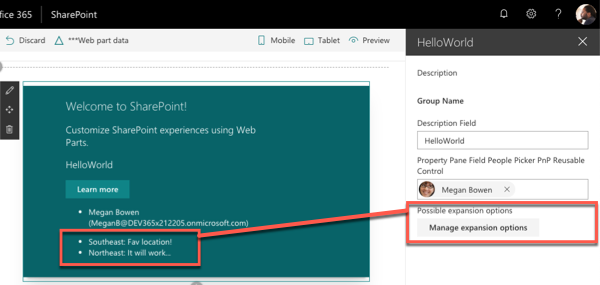 ffice 365 SharePoint
Discard ***Web part data Mobile Tablet Preview
Welcome to SharePoint!
Customize SharePoint experiences using Web
Parts.
HelloWorld
Learn more
Megan Bowen
(MeganB@DEV365x212205.onmicrosoft.com)
Southeast: Fav location!
Northeast: It will work...
HelloWorld
Description
Group Name
Description Field
HelloWorld
Property Pane Field People Picker PnP Reusable
Control
Megan Bowen
Possible expansion options
Manage expansion options